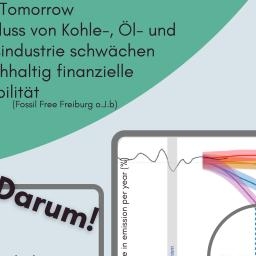 Tomorrow
luss von Kohle-, Öl- und
industrie schwächen
hhaltig finanzielle
bilität
(Fossil Free Freiburg o.J.b)
Darum!
e in emission per year (%)